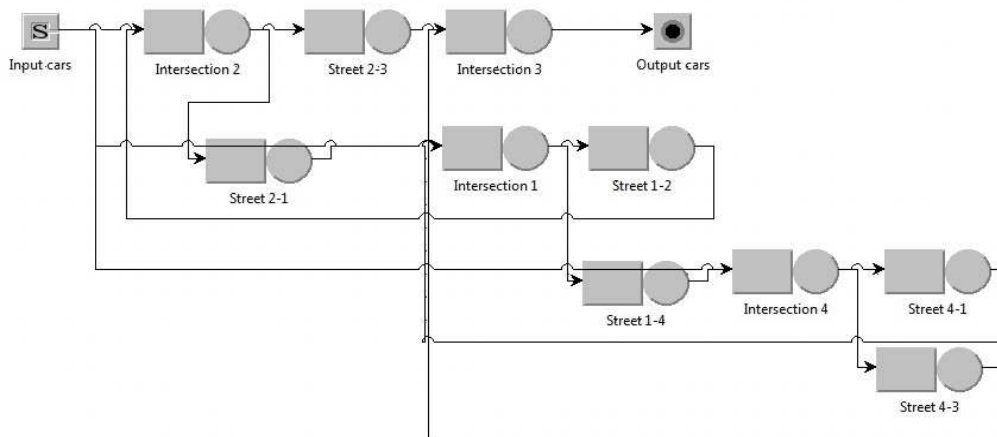 S
Input cars
Intersection 2
Street 2-3
Intersection 3
Output cars
Street 2-1
Intersection 1
Street 1-2
Street 1-4
Intersection 4
Street 4-1
Street 4-3